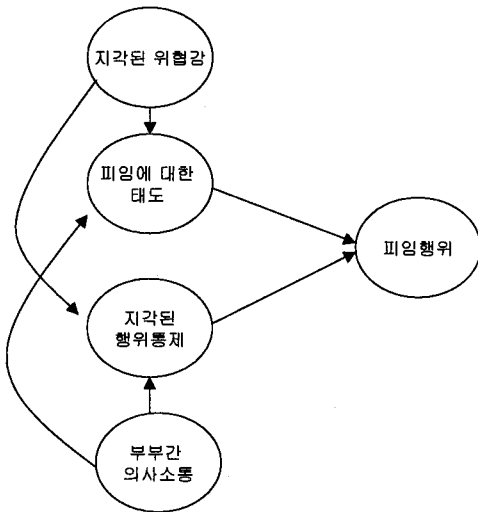 지각된 위협감
피임에 대한
태도
피임행위
지각된
행위통제
부부간
의사소통